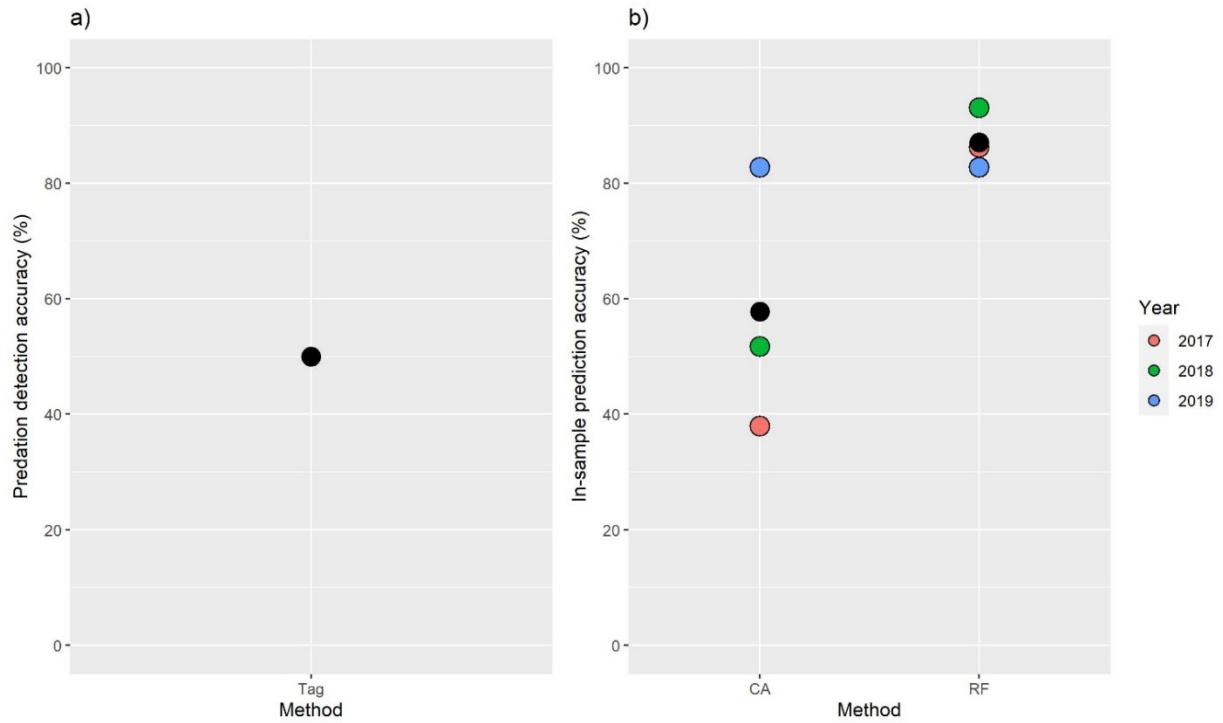 a)
Predation detection accuracy (%)
100
80
60
40
20
0
Tag
Method
b)
In-sample prediction accuracy (%)
100
80
60
40
20
0
CA
RF
Method
Year
2017
2018
2019